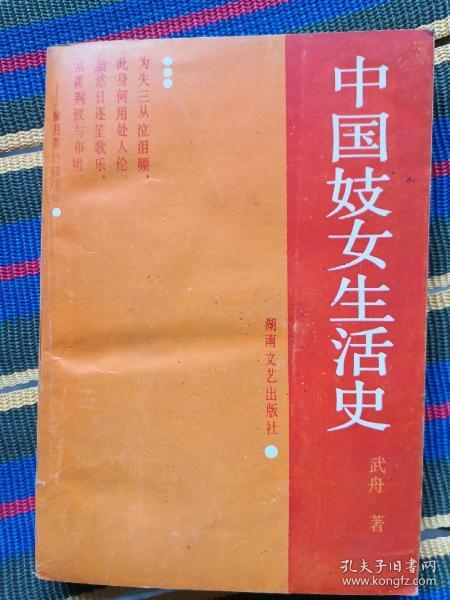 中国妓女生活史
武舟 著
湖南文艺出版社
为失三从泣泪频，
此身何用处人伦。
虽然日逐笙歌乐，
常羡荆钗与布裙。
孔夫子旧书网
www.kongfz.com